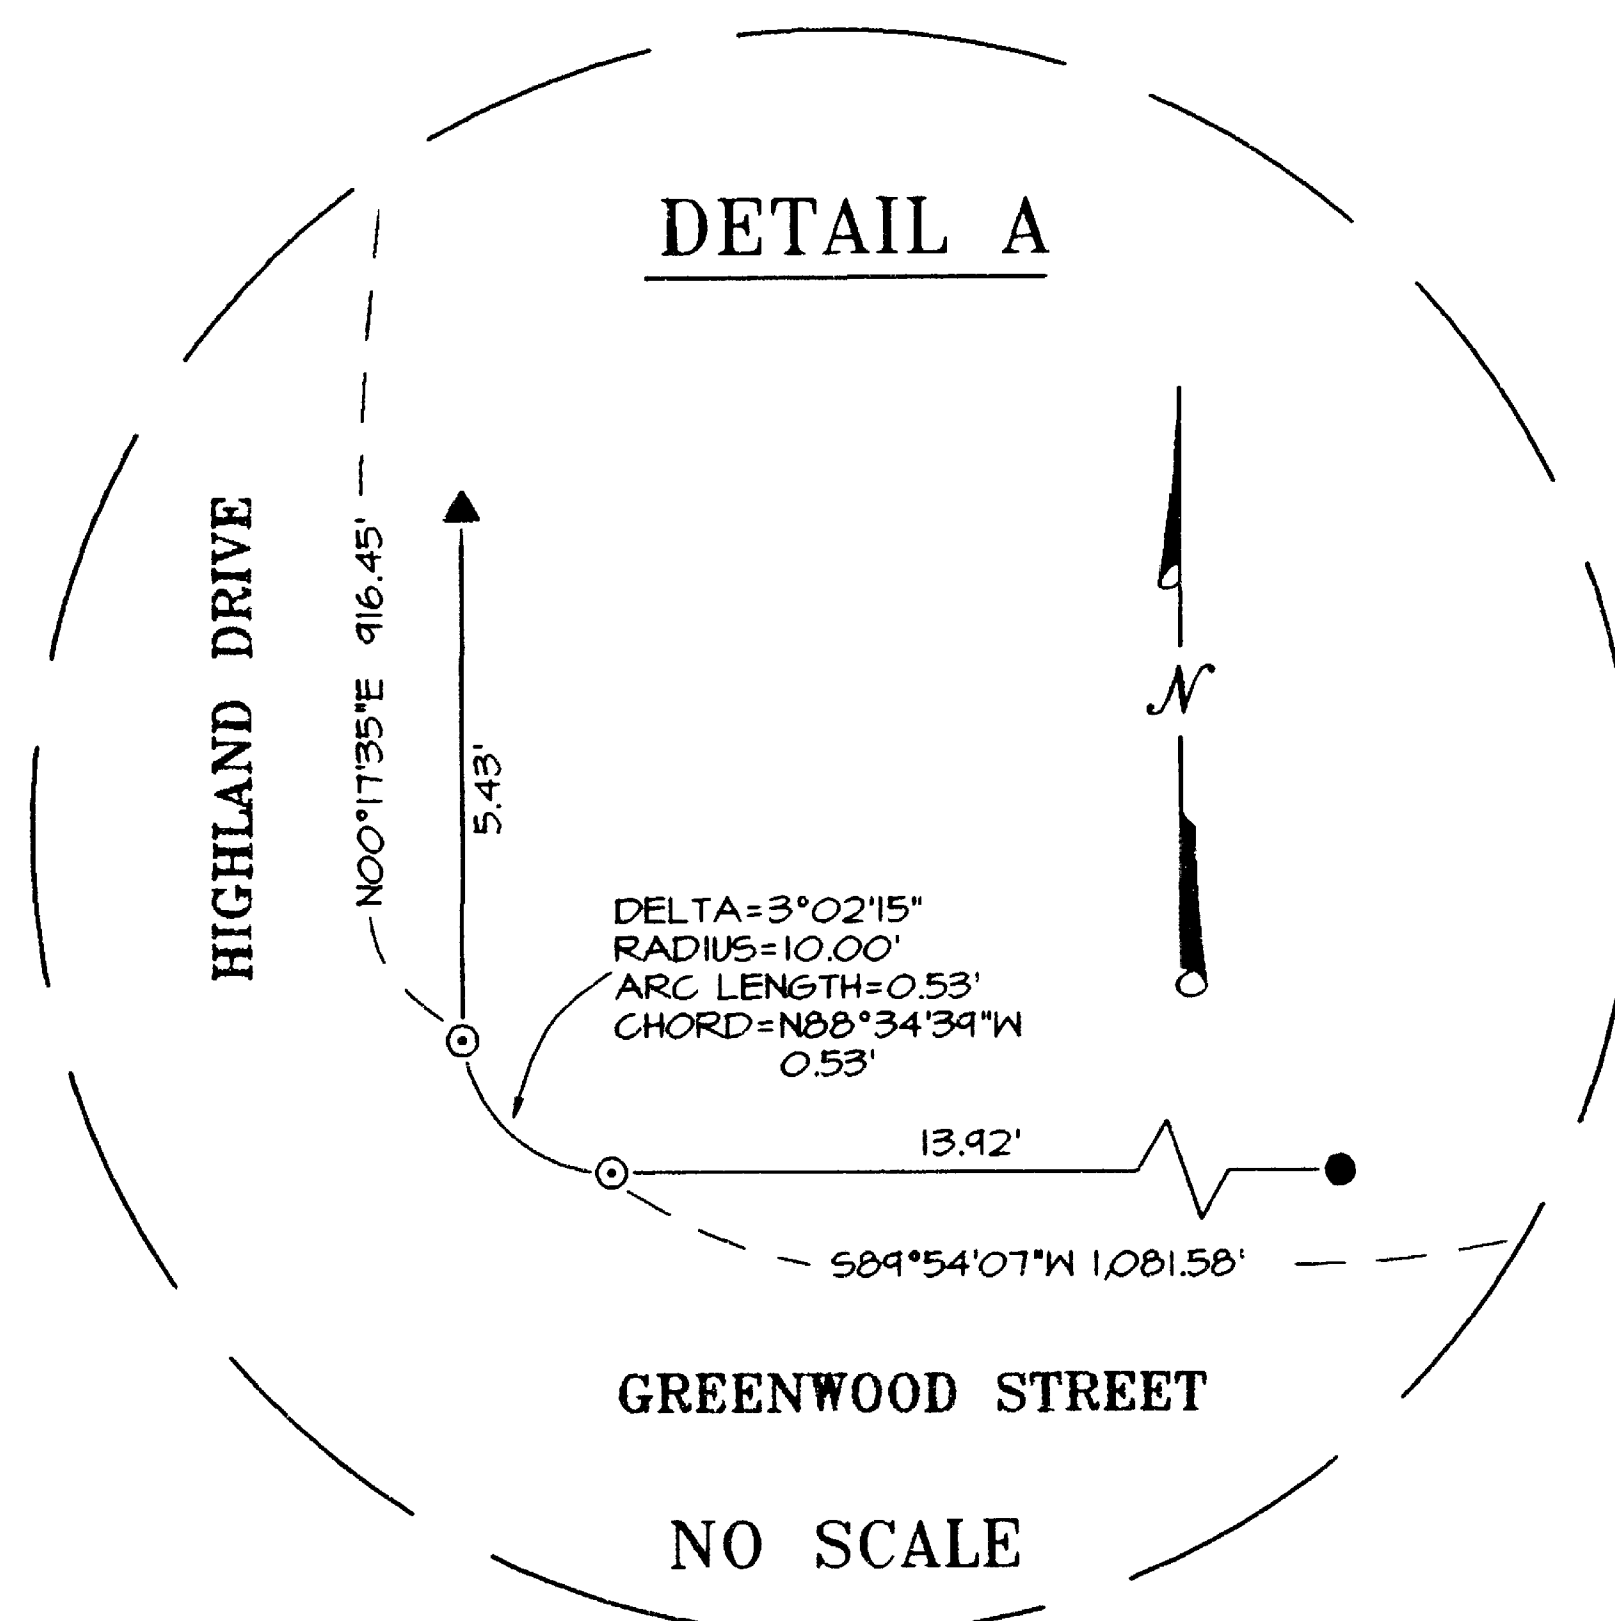 DETAIL A
HIGHLAND DRIVE
N00°17'35"E 916.45'
5.43'
N
DELTA=3°02'15"
RADIUS=10.00'
ARC LENGTH=0.53'
CHORD=N88°34'39"W
0.53'
13.92'
S89°54'07"W 1,081.58'
GREENWOOD STREET
NO SCALE